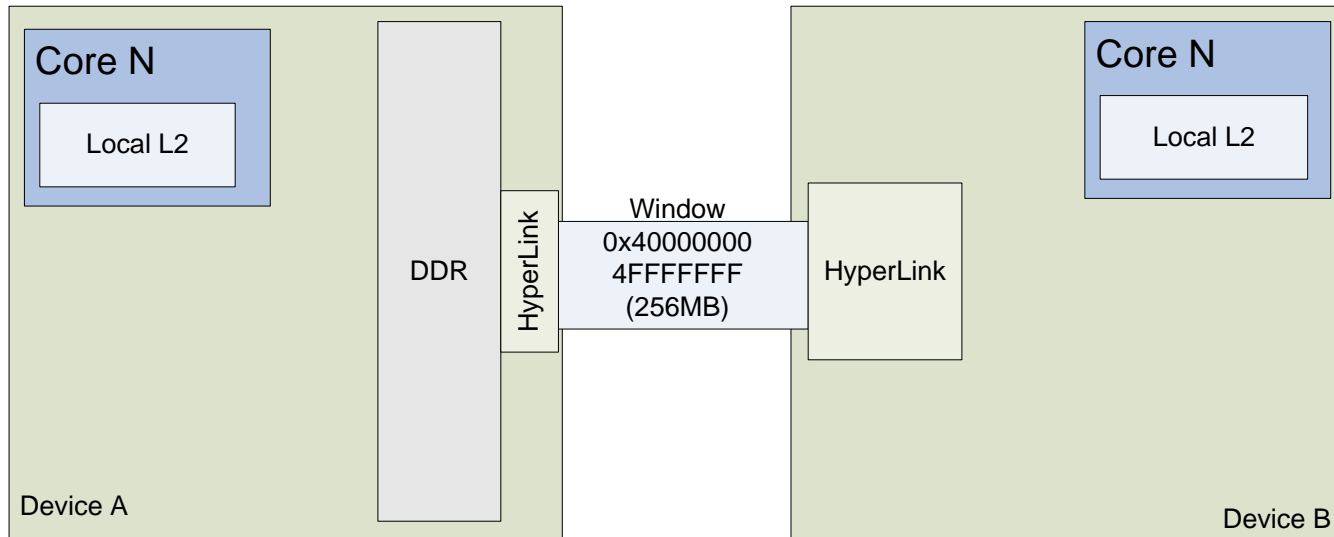 Core N
Local L2
DDR
HyperLink
Device A
Window
0x40000000
4FFFFFFF
(256MB)
HyperLink
Core N
Local L2
Device B